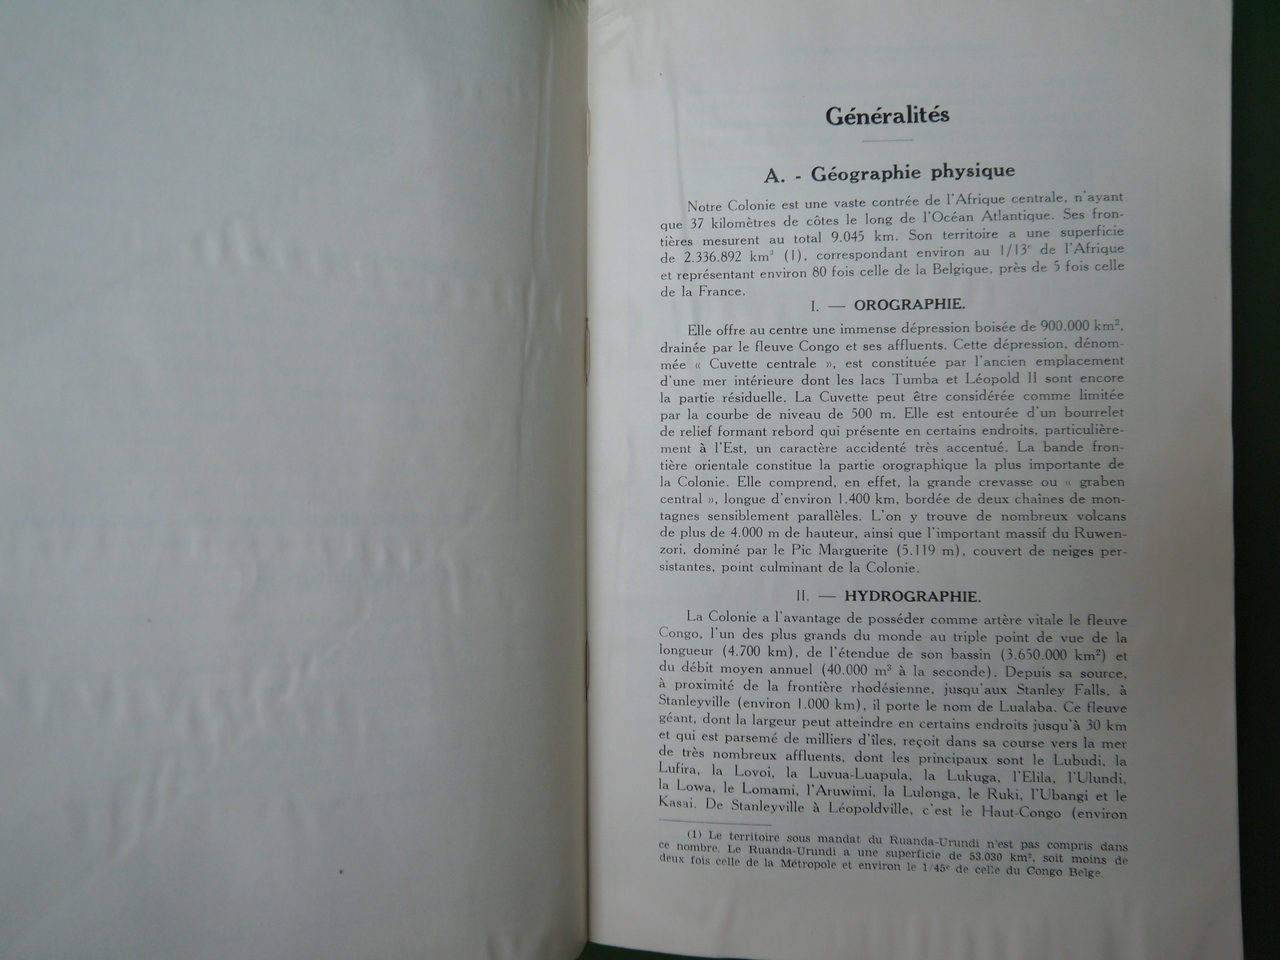 Généralités
A. - Géographie physique
Notre Colonie est une vaste contrée de l'Afrique centrale, n'ayant
que 37 kilomètres de côtes le long de l'Océan Atlantique. Ses fron-
tières mesurent au total 9.045 km. Son territoire a une superficie
de 2.336.892 km² (1), correspondant environ au 1/13e de l'Afrique
et représentant environ 80 fois celle de la Belgique, près de 5 fois celle
de la France.
I. — OROGRAPHIE.
Elle offre au centre une immense dépression boisée de 900.000 km²,
drainée par le fleuve Congo et ses affluents. Cette dépression, dénom-
mée « Cuvette centrale », est constituée par l'ancien emplacement
d'une mer intérieure dont les lacs Tumba et Léopold II sont encore
la partie résiduelle. La Cuvette peut être considérée comme limitée
par la courbe de niveau de 500 m. Elle est entourée d'un bourrelet
de relief formant rebord qui présente en certains endroits, particulière-
ment à l'Est, un caractère accidenté très accentué. La bande fron-
tière orientale constitue la partie orographique la plus importante de
la Colonie. Elle comprend, en effet, la grande crevasse ou « graben
central », longue d'environ 1.400 km, bordée de deux chaînes de mon-
tagnes sensiblement parallèles. L'on y trouve de nombreux volcans
de plus de 4.000 m de hauteur, ainsi que l'important massif du Ruwen-
zori, dominé par le Pic Marguerite (5.119 m), couvert de neiges per-
sistantes, point culminant de la Colonie.
II. — HYDROGRAPHIE.
La Colonie a l'avantage de posséder comme artère vitale le fleuve
Congo, l'un des plus grands du monde au triple point de vue de la
longueur (4.700 km), de l'étendue de son bassin (3.650.000 km²) et
du débit moyen annuel (40.000 m³ à la seconde). Depuis sa source,
à proximité de la frontière rhodésienne, jusqu'aux Stanley Falls, à
Stanleyville (environ 1.000 km), il porte le nom de Lualaba. Ce fleuve
géant, dont la largeur peut atteindre en certains endroits jusqu'à 30 km
et qui est parsemé de milliers d'îles, reçoit dans sa course vers la mer
de très nombreux affluents, dont les principaux sont le Lubudi, la
Lufira, la Lovoi, la Luvua-Luapula, la Lukuga, l'Elila, l'Ulundi,
la Lowa, le Lomami, l'Aruwimi, la Lulonga, le Ruki, l'Ubangi et le
Kasai. De Stanleyville à Léopoldville, c'est le Haut-Congo (environ
(1) Le territoire sous mandat du Ruanda-Urundi n'est pas compris dans
ce nombre. Le Ruanda-Urundi a une superficie de 53.030 km², soit moins de
deux fois celle de la Métropole et environ le 1/45e de celle du Congo Belge.